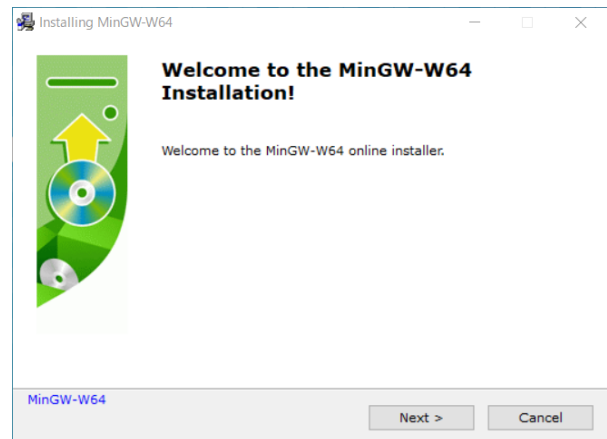 Installing MinGW-W64
Welcome to the MinGW-W64
Installation!
Welcome to the MinGW-W64 online installer.
MinGW-W64
Next >
Cancel